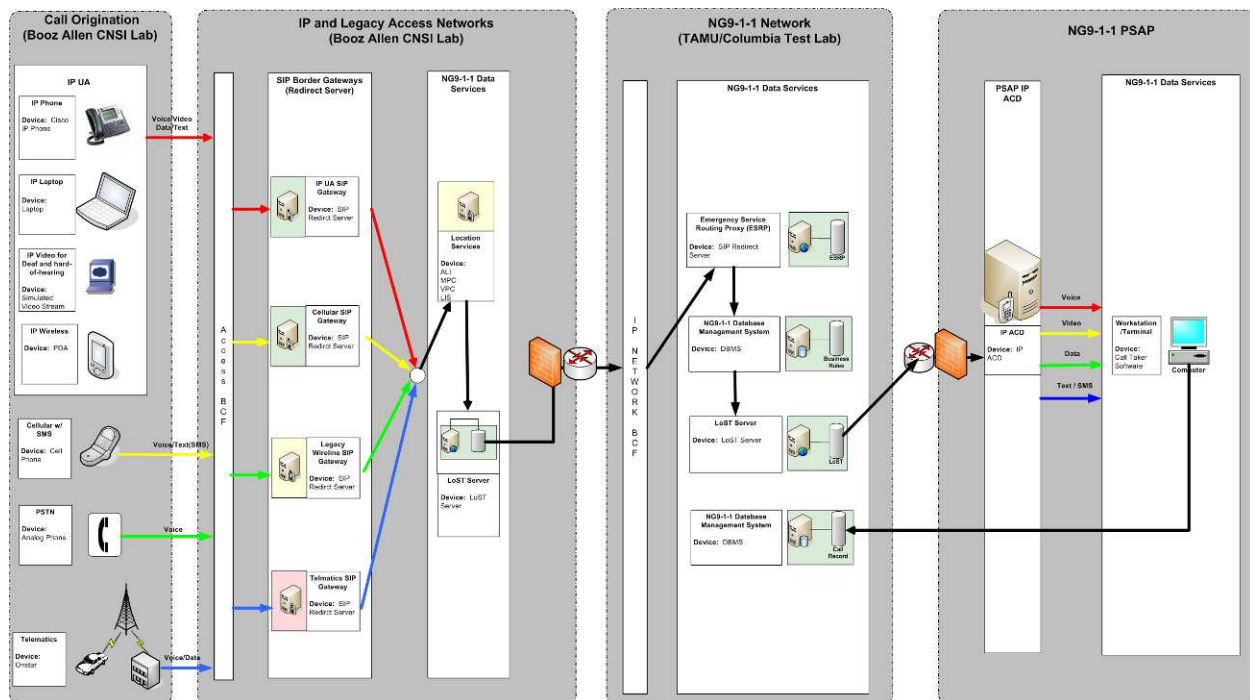 Call Origination
(Booz Allen CNSI Lab)
IP UA
IP Phone
Device: Cisco
IP Phone
Voice/Video
Data/Text
IP Laptop
Device:
Laptop
IP Video for
Deaf and hard-
of-hearing
Device:
Simulated
Video Stream
IP Wireless
Device: PDA
Cellular w/
SMS
Device: Cell
Phone
Voice/Text(SMS)
PSTN
Device:
Analog Phone
Voice
Telematics
Device:
Onstar
Voice/Data
IP and Legacy Access Networks
(Booz Allen CNSI Lab)
Access BCF
SIP Border Gateways
(Redirect Server)
IP UA SIP
Gateway
Device: SIP
Redirct Server
Cellular SIP
Gateway
Device: SIP
Redirct Server
Legacy
Wireline SIP
Gateway
Device: SIP
Redirct Server
Telmatics SIP
Gateway
Device: SIP
Redirct Server
NG9-1-1 Data
Services
Location
Services
Device:
ALI
MPC
VPC
LIS
LoST Server
Device: LoST
Server
NG9-1-1 Network
(TAMU/Columbia Test Lab)
IP NETWORK BCF
NG9-1-1 Data Services
Emergency Service
Routing Proxy (ESRP)
Device: SIP Redirect
Server
ESRP
NG9-1-1 Database
Management System
Device: DBMS
Business
Rules
LoST Server
Device: LoST Server
LoST
NG9-1-1 Database
Management System
Device: DBMS
Call
Record
NG9-1-1 PSAP
PSAP IP
ACD
IP ACD
Device: IP
ACD
Voice
Video
Data
Text / SMS
NG9-1-1 Data
Services
Workstation
/Terminal
Device:
Call Taker
Software
Computer